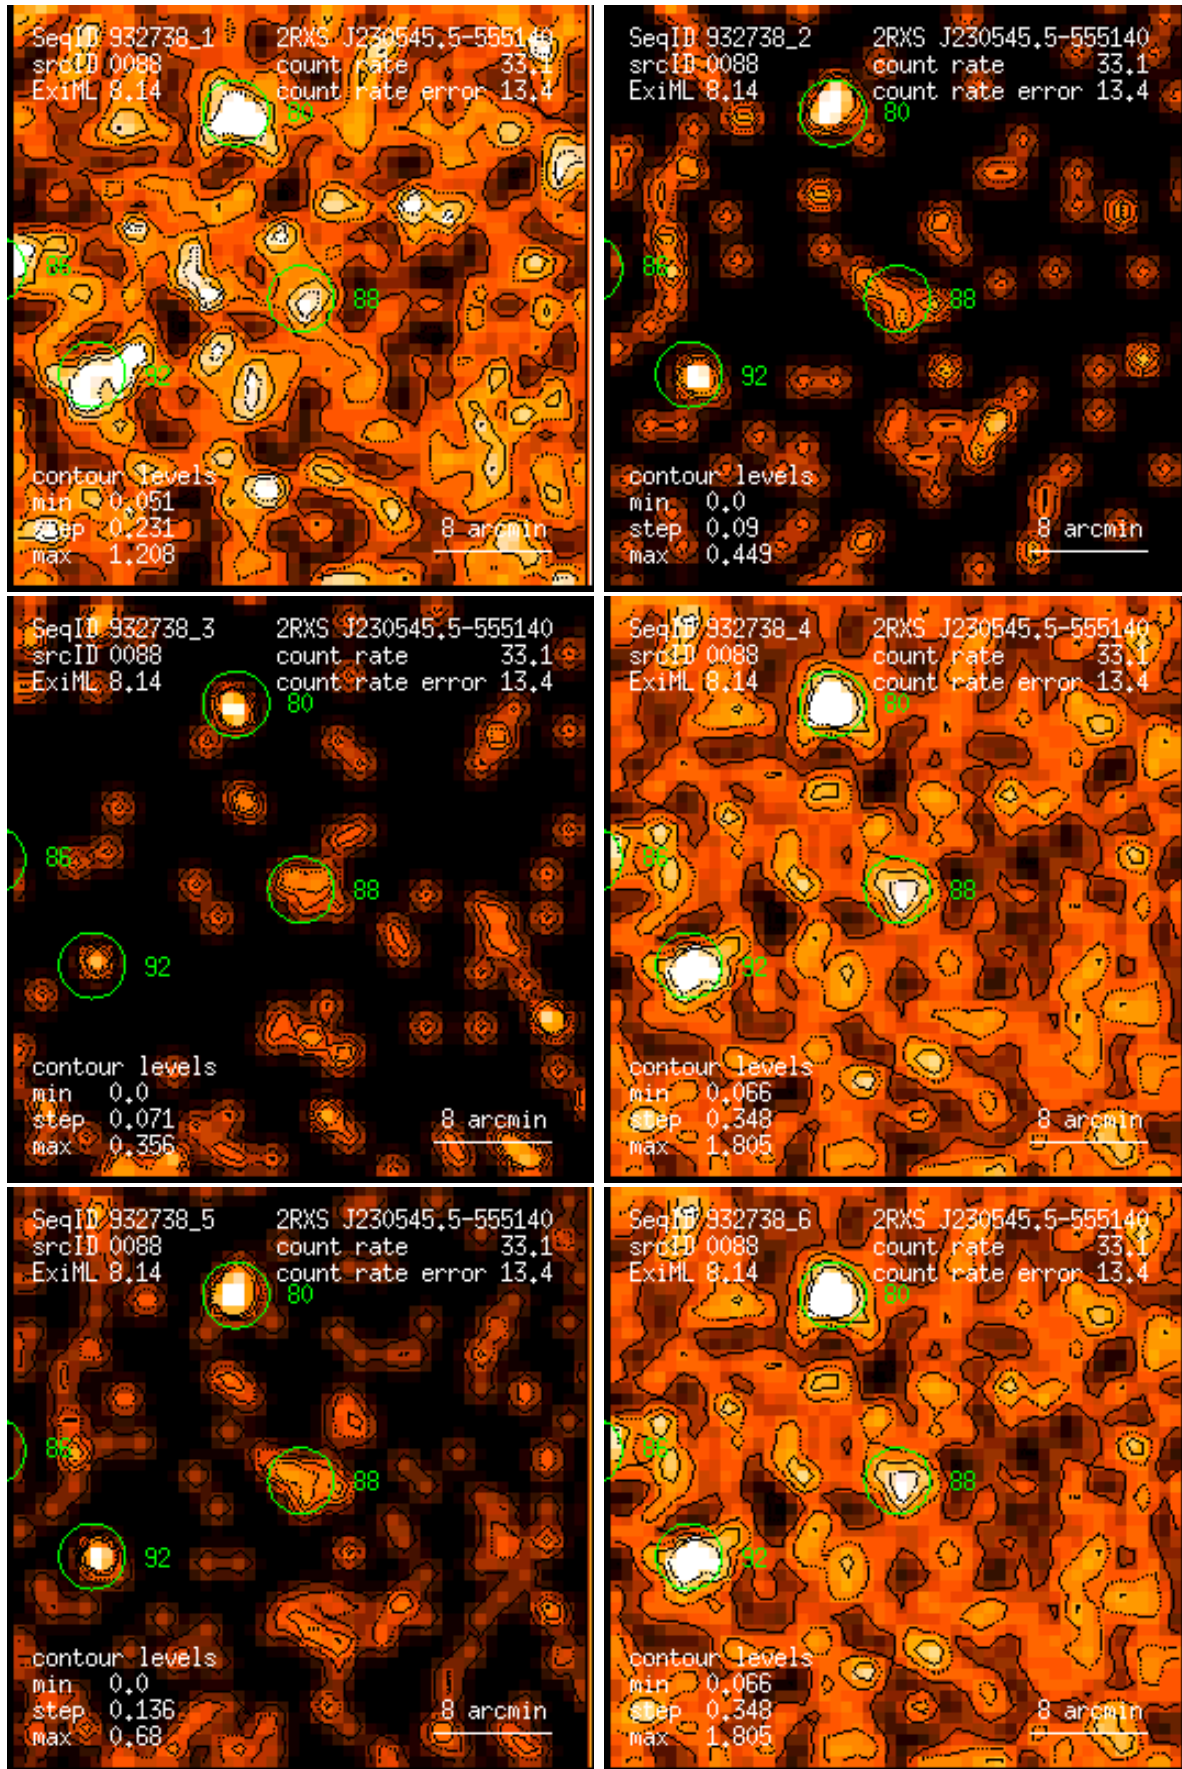 SeqID 932738_1 2RXS J230545.5-555140
srcID 0088 count rate 33.1
ExiML 8.14 count rate error 13.4
80
86
88
92
contour levels
min 0.051
step 0.231
max 1.208
8 arcmin
SeqID 932738_2 2RXS J230545.5-555140
srcID 0088 count rate 33.1
ExiML 8.14 count rate error 13.4
80
86
88
92
contour levels
min 0.0
step 0.09
max 0.449
8 arcmin
SeqID 932738_3 2RXS J230545.5-555140
srcID 0088 count rate 33.1
ExiML 8.14 count rate error 13.4
80
86
88
92
contour levels
min 0.0
step 0.071
max 0.356
8 arcmin
SeqID 932738_4 2RXS J230545.5-555140
srcID 0088 count rate 33.1
ExiML 8.14 count rate error 13.4
80
86
88
92
contour levels
min 0.066
step 0.348
max 1.805
8 arcmin
SeqID 932738_5 2RXS J230545.5-555140
srcID 0088 count rate 33.1
ExiML 8.14 count rate error 13.4
80
86
88
92
contour levels
min 0.0
step 0.136
max 0.68
8 arcmin
SeqID 932738_6 2RXS J230545.5-555140
srcID 0088 count rate 33.1
ExiML 8.14 count rate error 13.4
80
86
88
92
contour levels
min 0.066
step 0.348
max 1.805
8 arcmin